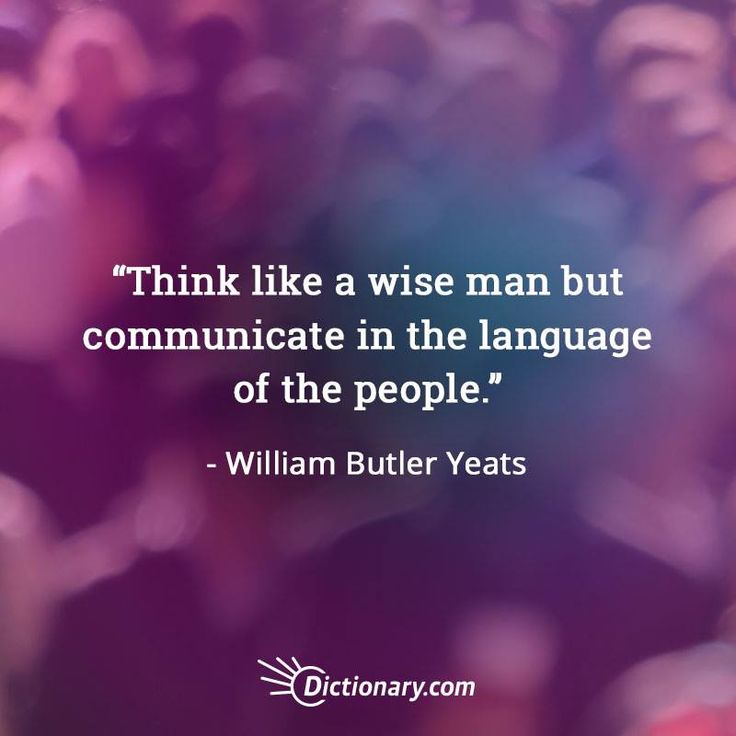 “Think like a wise man but
communicate in the language
of the people.”
- William Butler Yeats
Dictionary.com